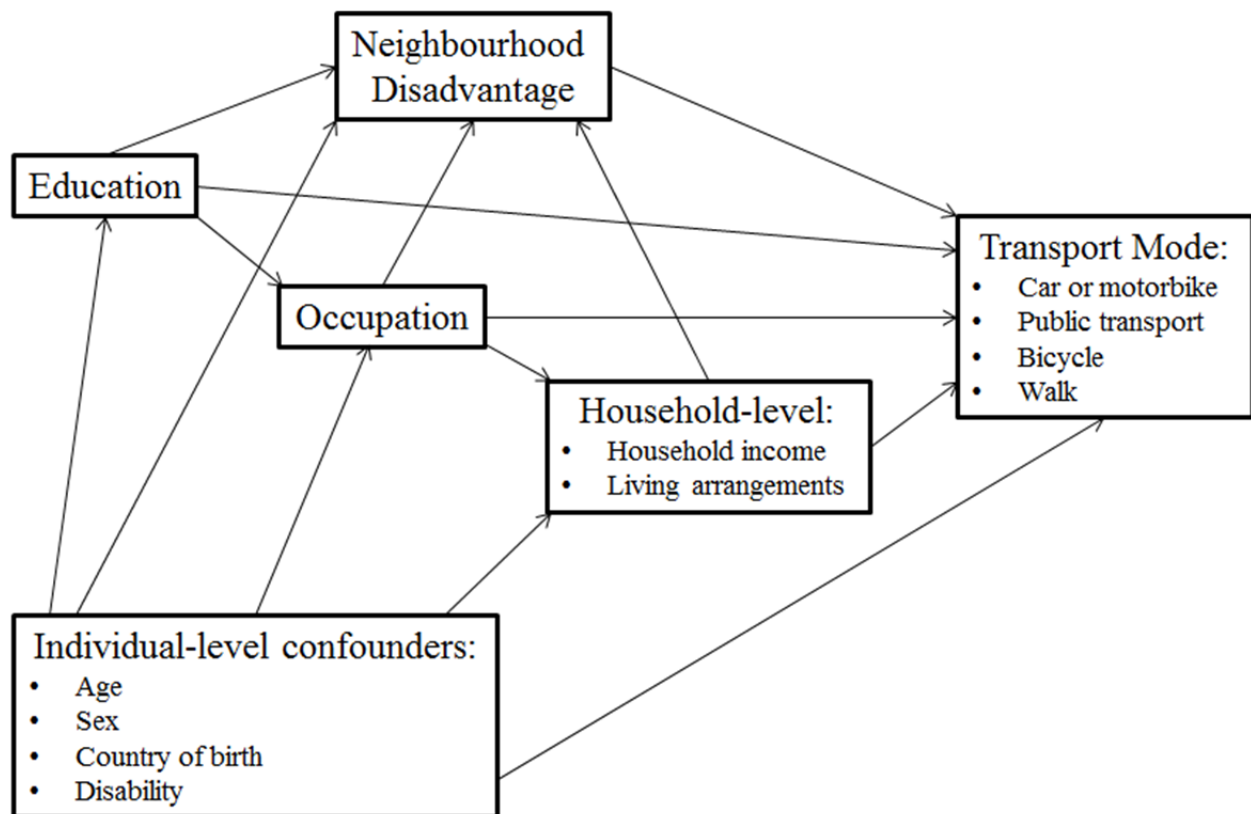 Neighbourhood
Disadvantage
Education
Occupation
Transport Mode:
• Car or motorbike
• Public transport
• Bicycle
• Walk
Household-level:
• Household income
• Living arrangements
Individual-level confounders:
• Age
• Sex
• Country of birth
• Disability